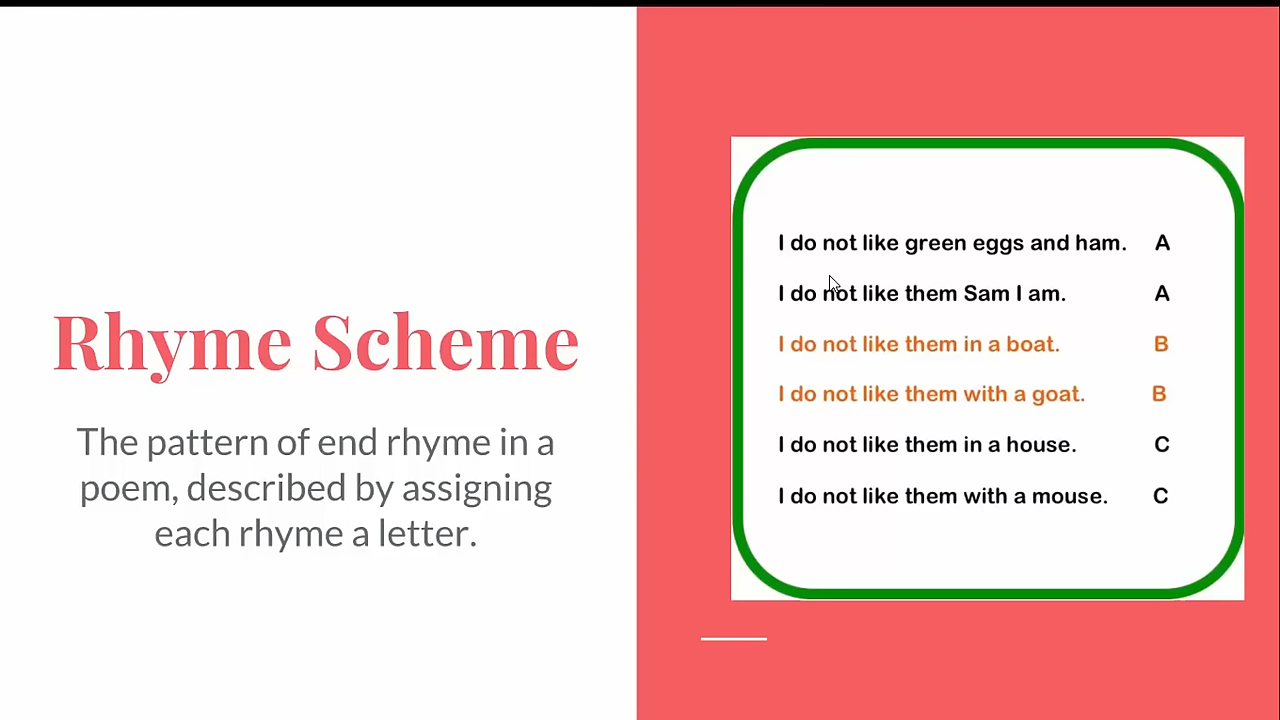 Rhyme Scheme
The pattern of end rhyme in a
poem, described by assigning
each rhyme a letter.
I do not like green eggs and ham. A
I do not like them Sam I am. A
I do not like them in a boat. B
I do not like them with a goat. B
I do not like them in a house. C
I do not like them with a mouse. C